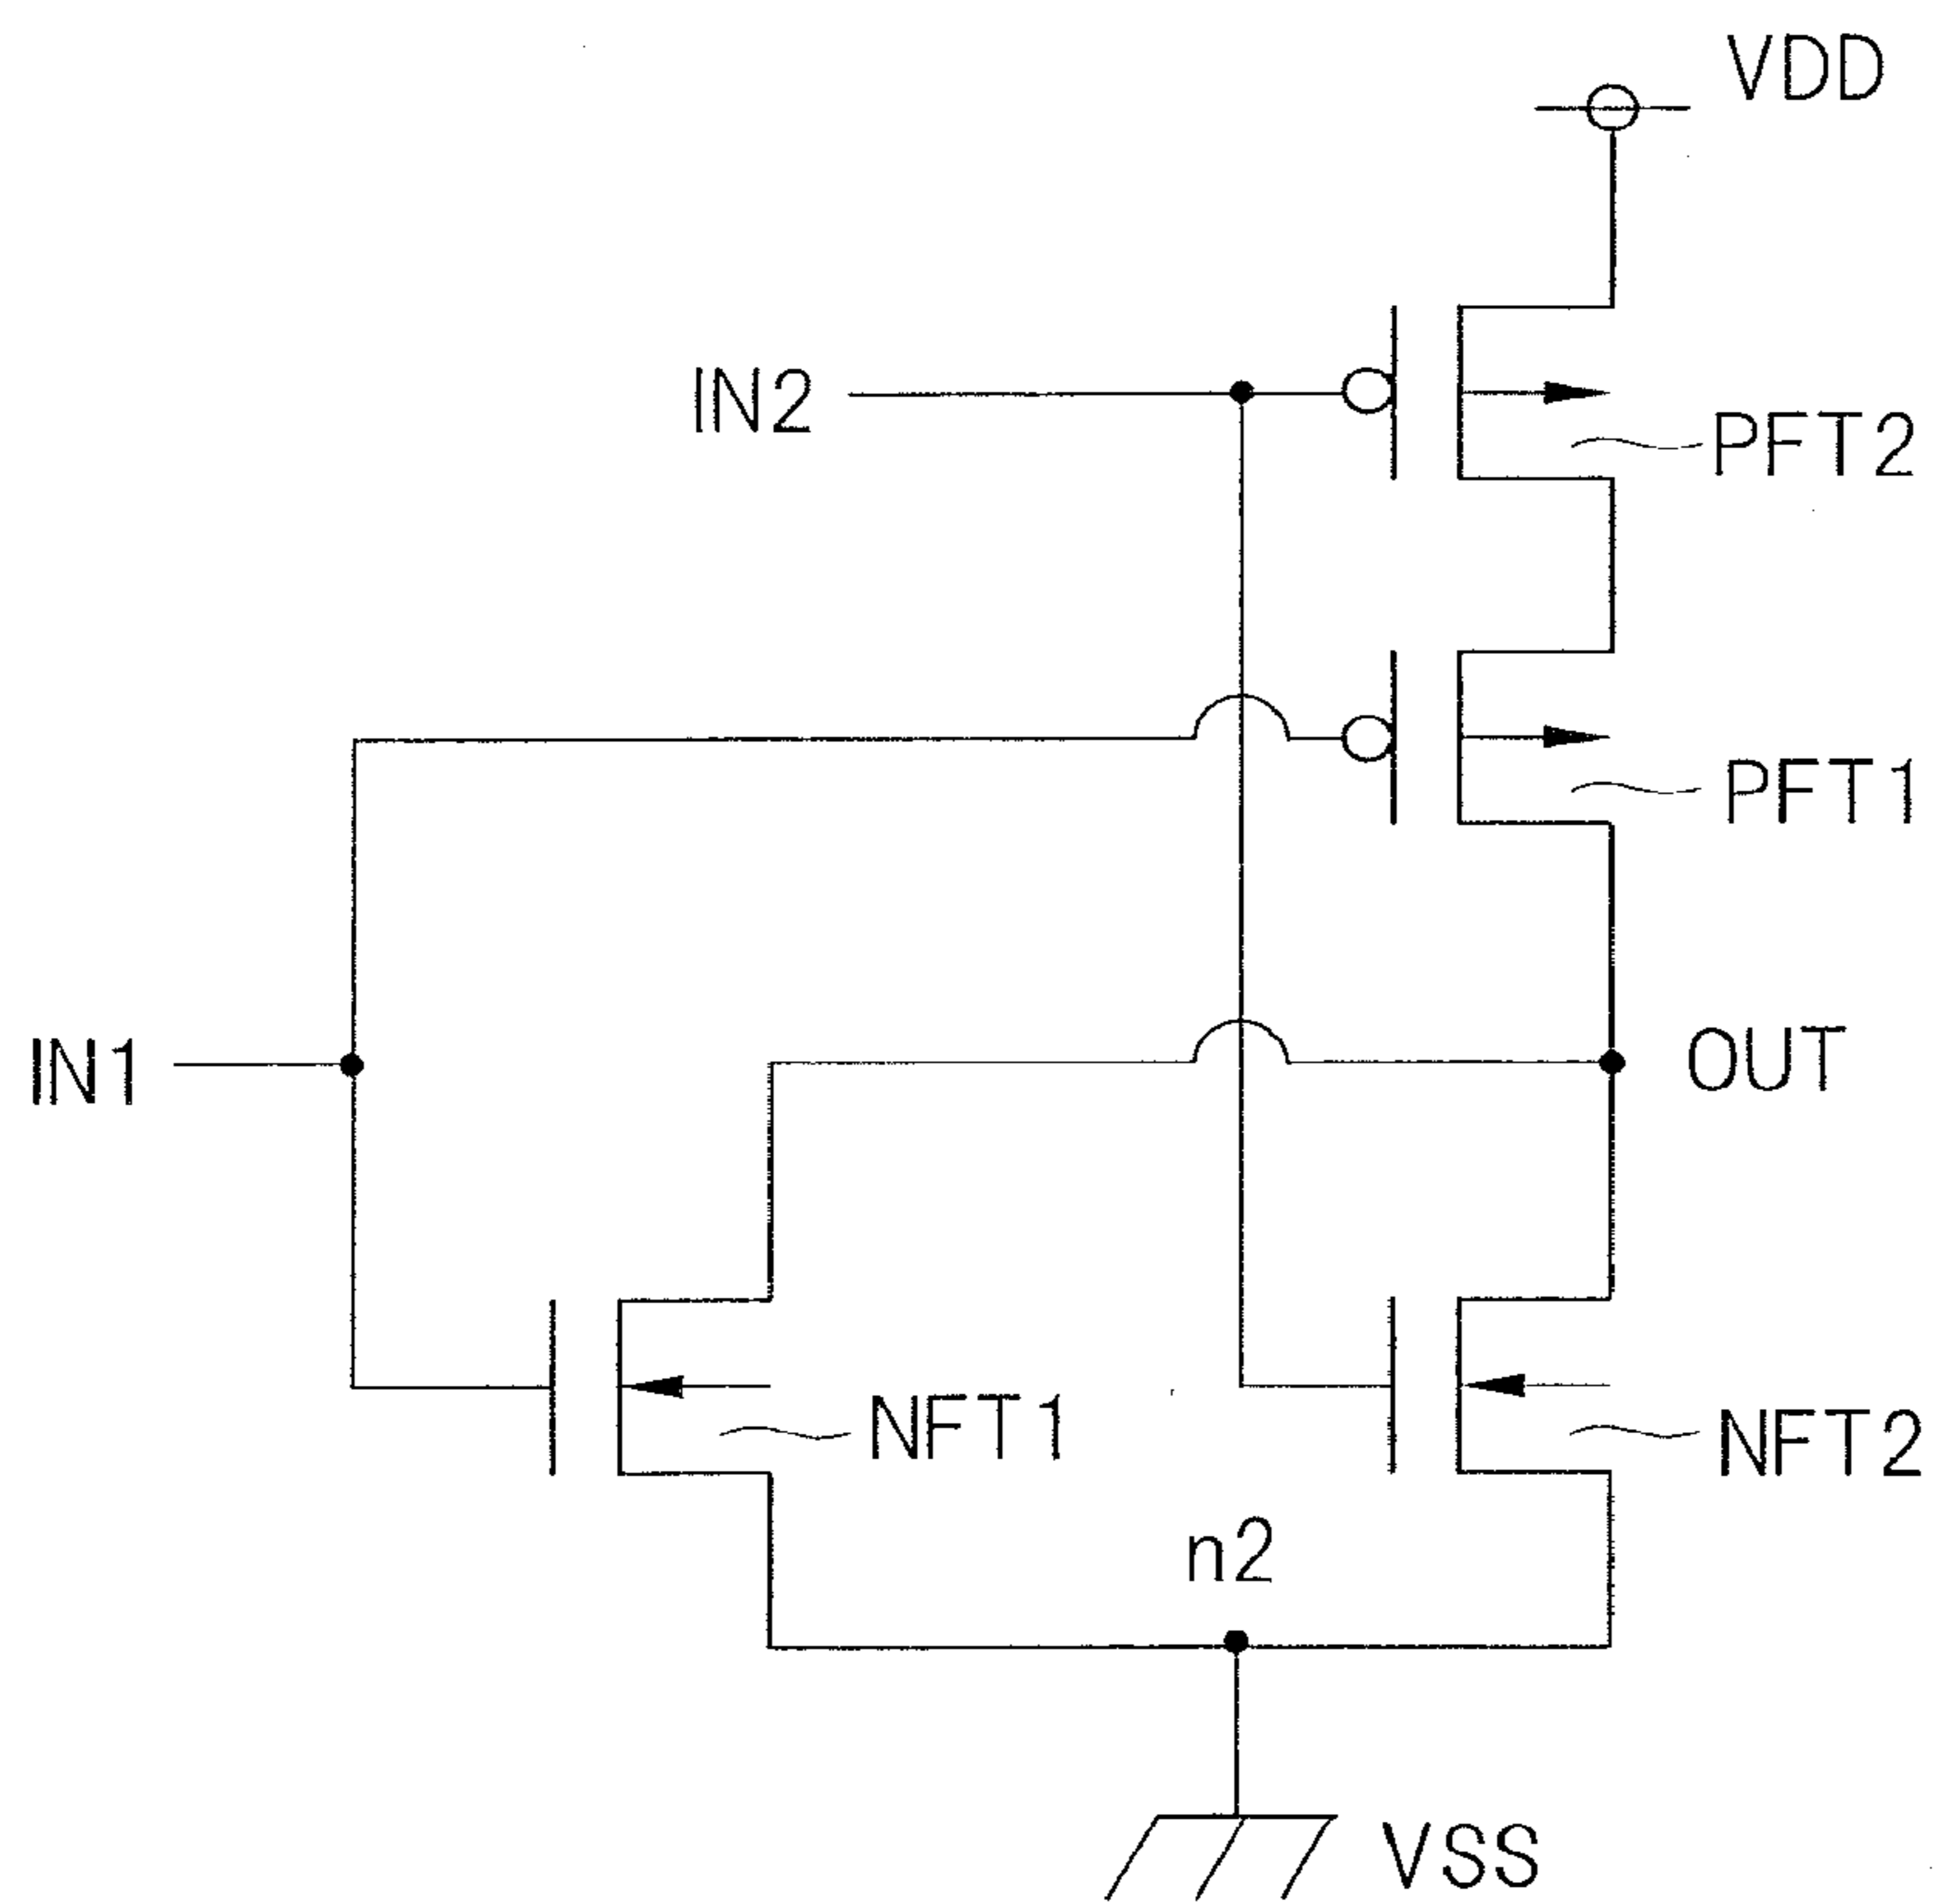 VDD
IN2
PFT2
PFT1
IN1
OUT
NFT1
NFT2
n2
VSS